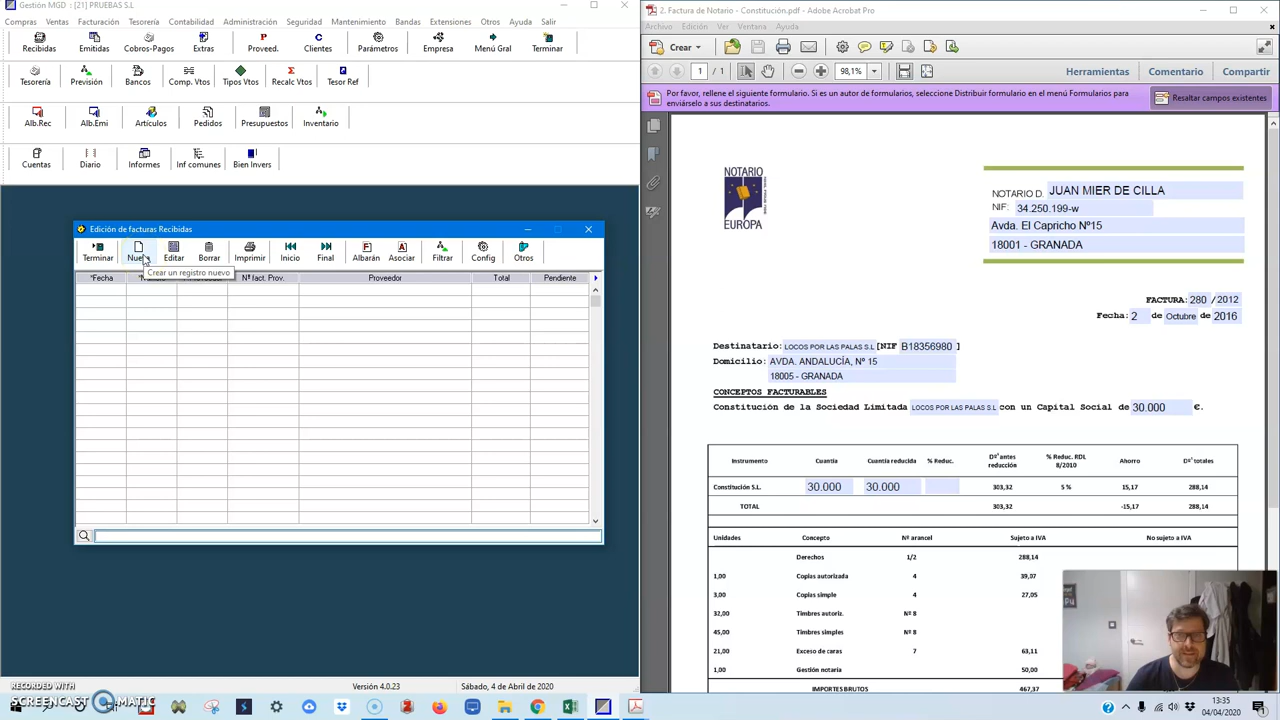 Gestión MGD : [21] PRUEBAS S.L
Compras Ventas Facturación Tesorería Contabilidad Administración Seguridad Mantenimiento Bandas Extensiones Otros Ayuda Salir
Recibidas Emitidas Cobros-Pagos Extras Proveed. Clientes Parámetros Empresa Menú Gral Terminar
Tesorería Previsión Bancos Comp. Vtos Tipos Vtos Recalc Vtos Tesor Ref
Alb.Rec Alb.Emi Artículos Pedidos Presupuestos Inventario
Cuentas Diario Informes Inf comunes Bien Invers
Edición de facturas Recibidas
Terminar Editar Borrar Imprimir Inicio Final Albarán Asociar Filtrar Config Otros
Crear un registro nuevo
*Fecha Nº fact. Prov. Proveedor Total Pendiente
Versión 4.0.23 Sábado, 4 de Abril de 2020
RECORDED WITH
SCREENCAST MATIC
2. Factura de Notario - Constitución.pdf - Adobe Acrobat Pro
Archivo Edición Ver Ventana Ayuda
Crear
1 / 1 98,1%
Herramientas Comentario Compartir
Por favor, rellene el siguiente formulario. Si es un autor de formularios, seleccione Distribuir formulario en el menú Formularios para
enviárselo a sus destinatarios.
Resaltar campos existentes
NOTARIO
EUROPA
NOTARIO D. JUAN MIER DE CILLA
NIF: 34.250.199-w
Avda. El Capricho Nº15
18001 - GRANADA
FACTURA: 280 /2012
Fecha: 2 de Octubre de 2016
Destinatario: LOCOS POR LAS PALAS S.L [NIF B18356980 ]
Domicilio: AVDA. ANDALUCÍA, Nº 15
18005 - GRANADA
CONCEPTOS FACTURABLES
Constitución de la Sociedad Limitada LOCOS POR LAS PALAS S.L con un Capital Social de 30.000 €.
Instrumento Cuantía Cuantía reducida % Reduc. Dº' antes reducción % Reduc. RDL 8/2010 Ahorro Dº' totales
Constitución S.L. 30.000 30.000 303,32 5 % 15,17 288,14
TOTAL 303,32 -15,17 288,14
Unidades Concepto Nº arancel Sujeto a IVA No sujeto a IVA
Derechos 1/2 288,14
1,00 Copias autorizada 4 39,07
3,00 Copias simple 4 27,05
32,00 Timbres autoriz. Nº 8
45,00 Timbres simples Nº 8
21,00 Exceso de caras 7 63,11
1,00 Gestión notaría 50,00
IMPORTES BRUTOS 467,37
13:35
04/04/2020